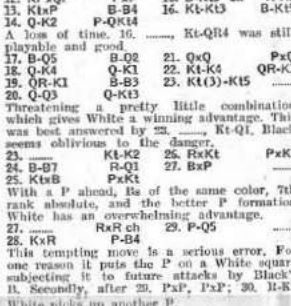 13. KtxP B-B4 16. Kt-Kt3 B-Kt5
14. Q-K2 P-QKt4
A loss of time. 16. ........, Kt-QR4 was still
playable and good.
17. B-Q5 B-Q2 21. QxQ PxQ
18. Q-K4 Q-K1 22. Kt-K4 QR-K
19. QR-K1 B-B3 23. Kt(3)-Kt5
20. Q-Q3 Q-Kt3 ........
Threatening a pretty little combination
which gives White a winning advantage. This
was best answered by 23. ........, Kt-Q1. Black
seems oblivious to the danger.
23. ........ Kt-K2 26. RxKt PxK
24. B-B7 R-Q1 27. BxP ........
25. KtxB PxKt
With a P ahead, Bs of the same color, 7th
rank absolute, and the better P formation
White has an overwhelming advantage.
27. ........ RxR ch 29. P-Q5 ........
28. KxR P-B4
This tempting move is a serious error. Fo
one reason it puts the P on a White squar
subjecting it to future attacks by Black'
B. Secondly, after 29. PxP, PxP; 30. R-K
White picks up another P